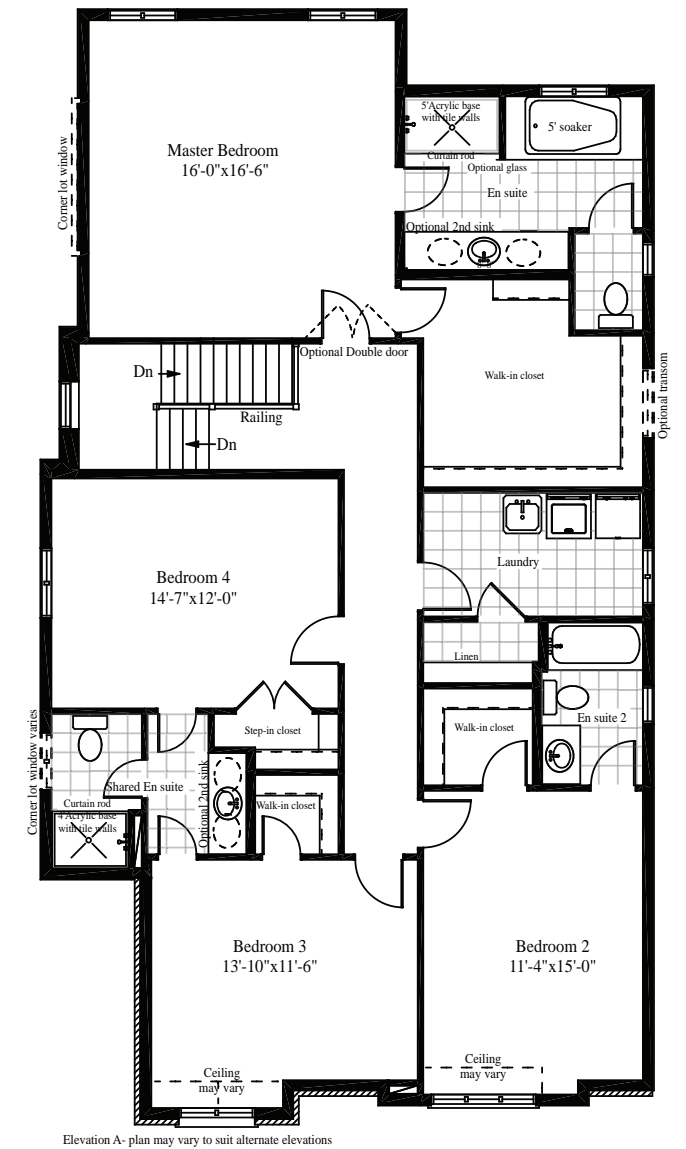 5'Acrylic base
with tile walls
5' soaker
Curtain rod
Optional glass
En suite
Optional 2nd sink
Master Bedroom
16'-0"x16'-6"
Corner lot window
Optional Double door
Walk-in closet
Optional transom
Dn
Railing
Dn
Laundry
Linen
Bedroom 4
14'-7"x12'-0"
En suite 2
Walk-in closet
Step-in closet
Corner lot window varies
Shared En suite
Optional 2nd sink
Curtain rod
4'Acrylic base
with tile walls
Walk-in closet
Bedroom 3
13'-10"x11'-6"
Bedroom 2
11'-4"x15'-0"
Ceiling
may vary
Ceiling
may vary
Elevation A- plan may vary to suit alternate elevations